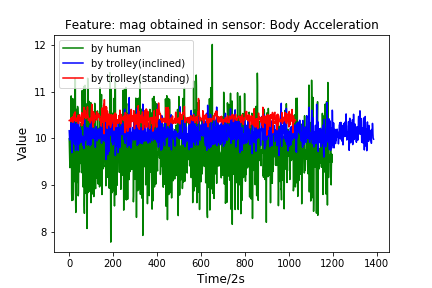 Feature: mag obtained in sensor: Body Acceleration
by human
by trolley(inclined)
by trolley(standing)
12
11
10
9
8
Value
0
200
400
600
800
1000
1200
1400
Time/2s